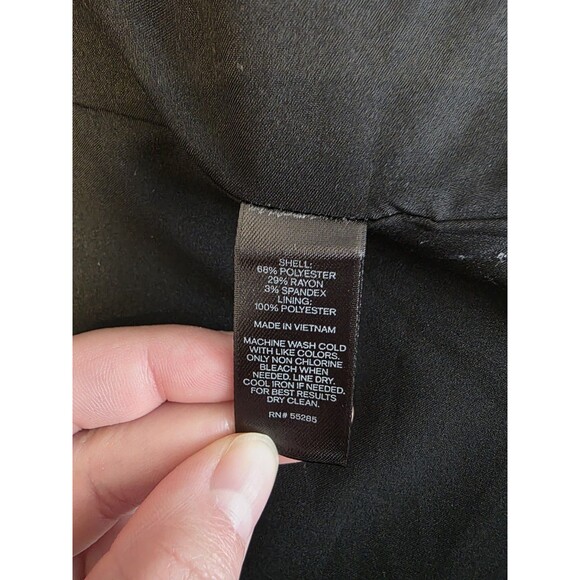 SHELL:
68% POLYESTER
29% RAYON
3% SPANDEX
LINING:
100% POLYESTER
MADE IN VIETNAM
MACHINE WASH COLD
WITH LIKE COLORS.
ONLY NON CHLORINE
BLEACH WHEN
NEEDED. LINE DRY.
COOL IRON IF NEEDED.
FOR BEST RESULTS
DRY CLEAN.
RN# 55285